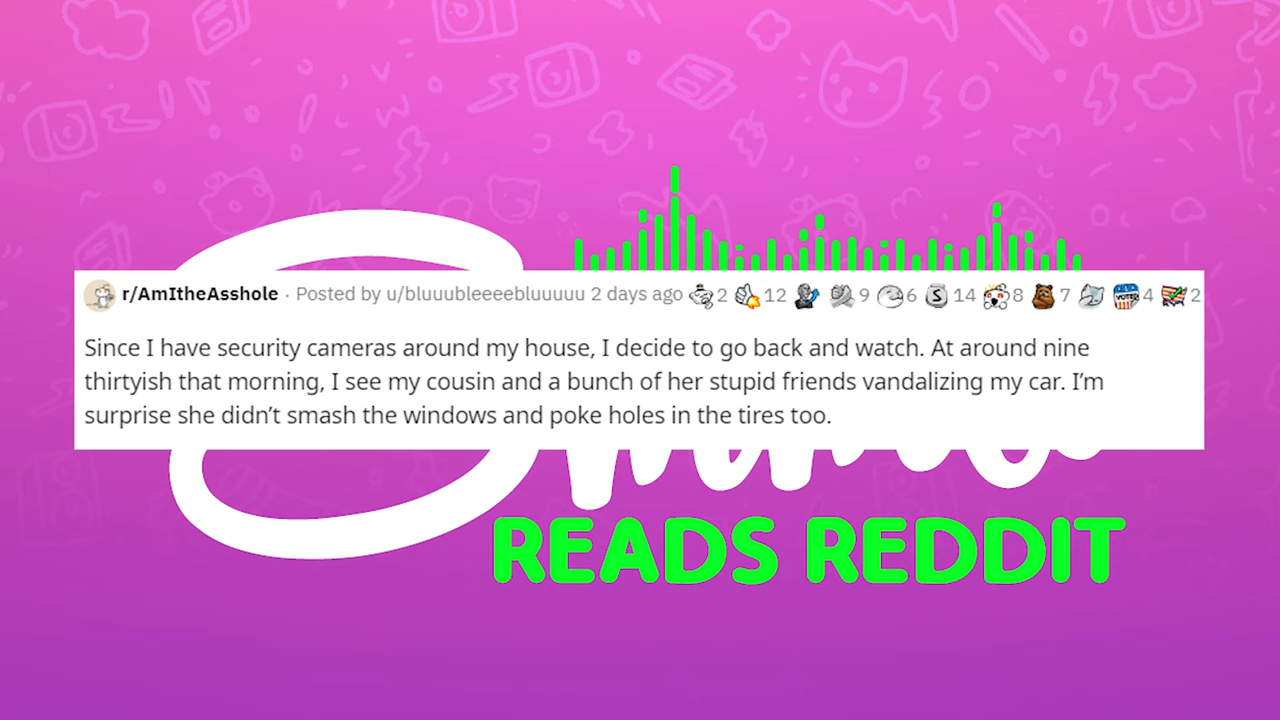 r/AmItheAsshole · Posted by u/bluuubleeeebluuuuu 2 days ago 2 12 9 6 S 14 8 7 VOTER 4 2
Since I have security cameras around my house, I decide to go back and watch. At around nine
thirtyish that morning, I see my cousin and a bunch of her stupid friends vandalizing my car. I'm
surprise she didn't smash the windows and poke holes in the tires too.
READS REDDIT